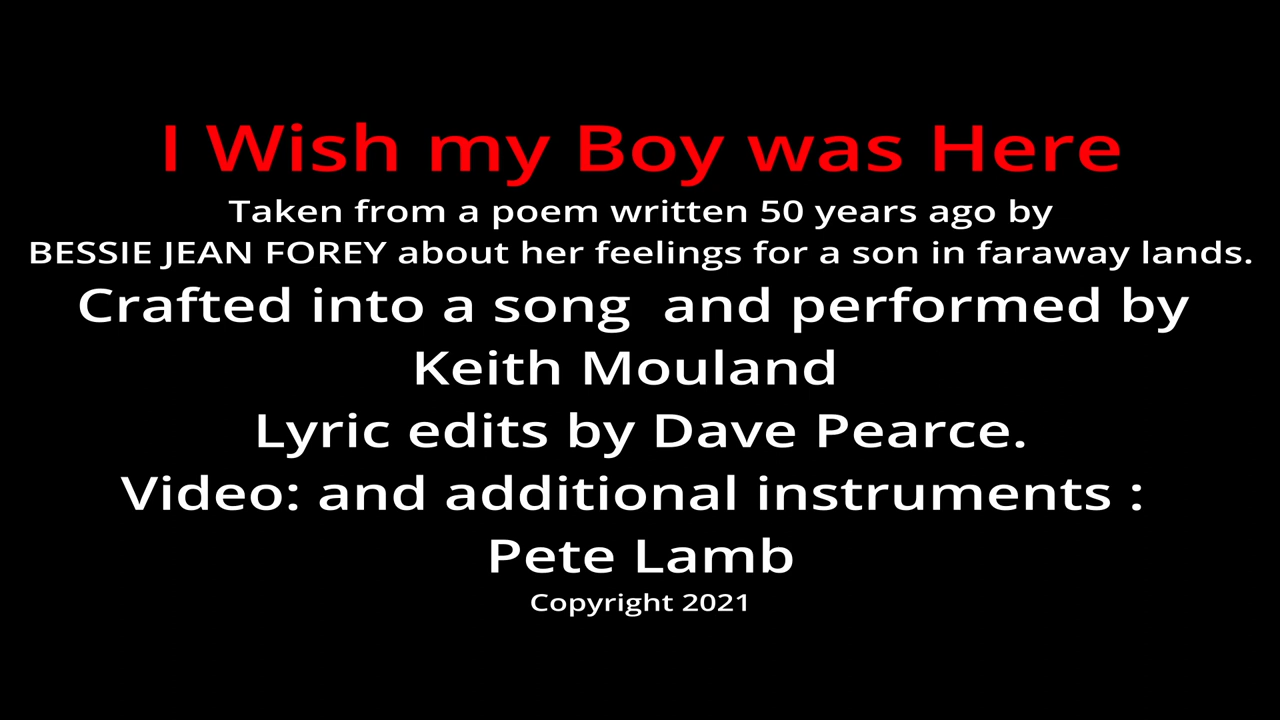 I Wish my Boy was Here
Taken from a poem written 50 years ago by
BESSIE JEAN FOREY about her feelings for a son in faraway lands.
Crafted into a song  and performed by
Keith Mouland
Lyric edits by Dave Pearce.
Video: and additional instruments :
Pete Lamb
Copyright 2021